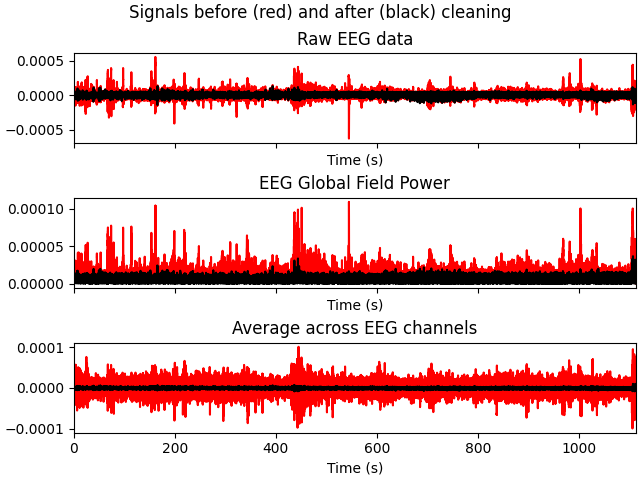 Signals before (red) and after (black) cleaning
Raw EEG data
0.0005
0.0000
−0.0005
Time (s)
EEG Global Field Power
0.00010
0.00005
0.00000
Time (s)
Average across EEG channels
0.0001
0.0000
−0.0001
0 200 400 600 800 1000
Time (s)